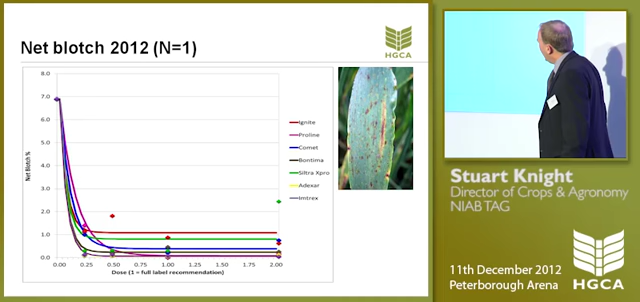 Net blotch 2012 (N=1)
HGCA
8.0
7.0
6.0
5.0
4.0
3.0
2.0
1.0
0.0
Net Blotch %
0.00
0.25
0.50
0.75
1.00
1.25
1.50
1.75
2.00
Dose (1 = full label recommendation)
Ignite
Proline
Comet
Bontima
Siltra Xpro
Adexar
Imtrex
Stuart Knight
Director of Crops & Agronomy
NIAB TAG
11th December 2012
Peterborough Arena
HGCA